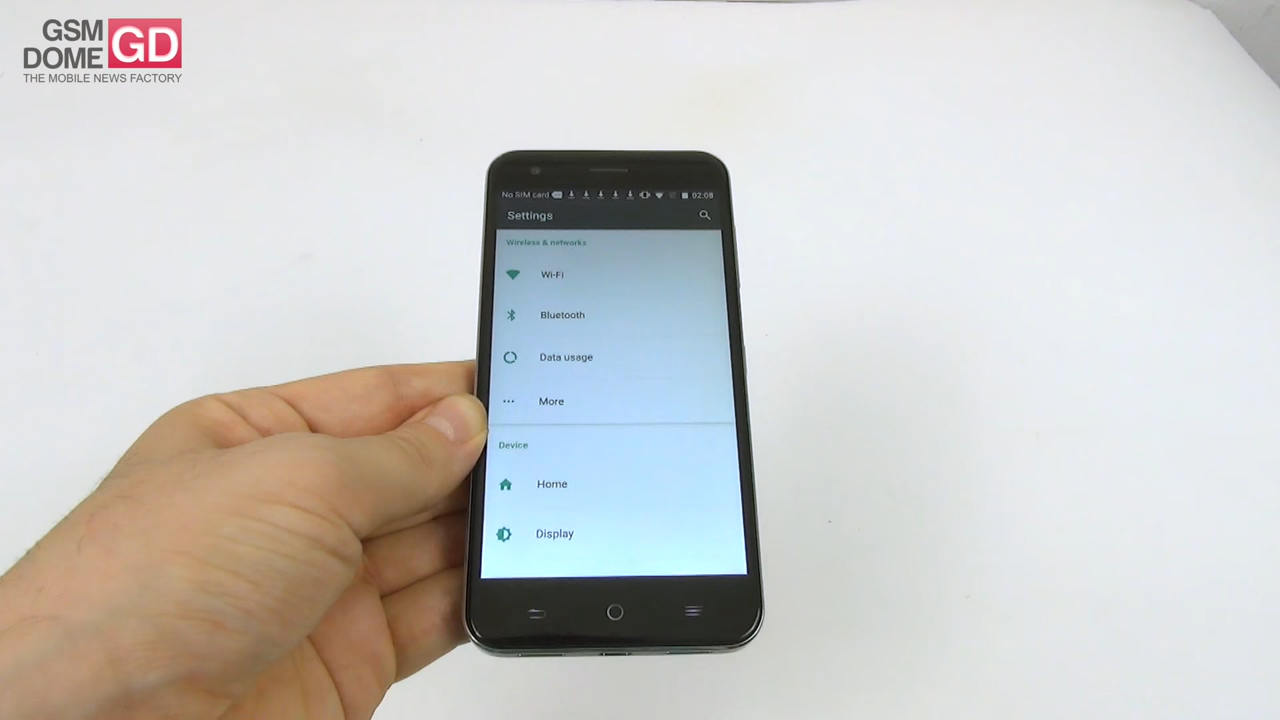 GSM
DOME GD
THE MOBILE NEWS FACTORY
No SIM card 02:08
Settings
Wireless & networks
Wi-Fi
Bluetooth
Data usage
More
Device
Home
Display